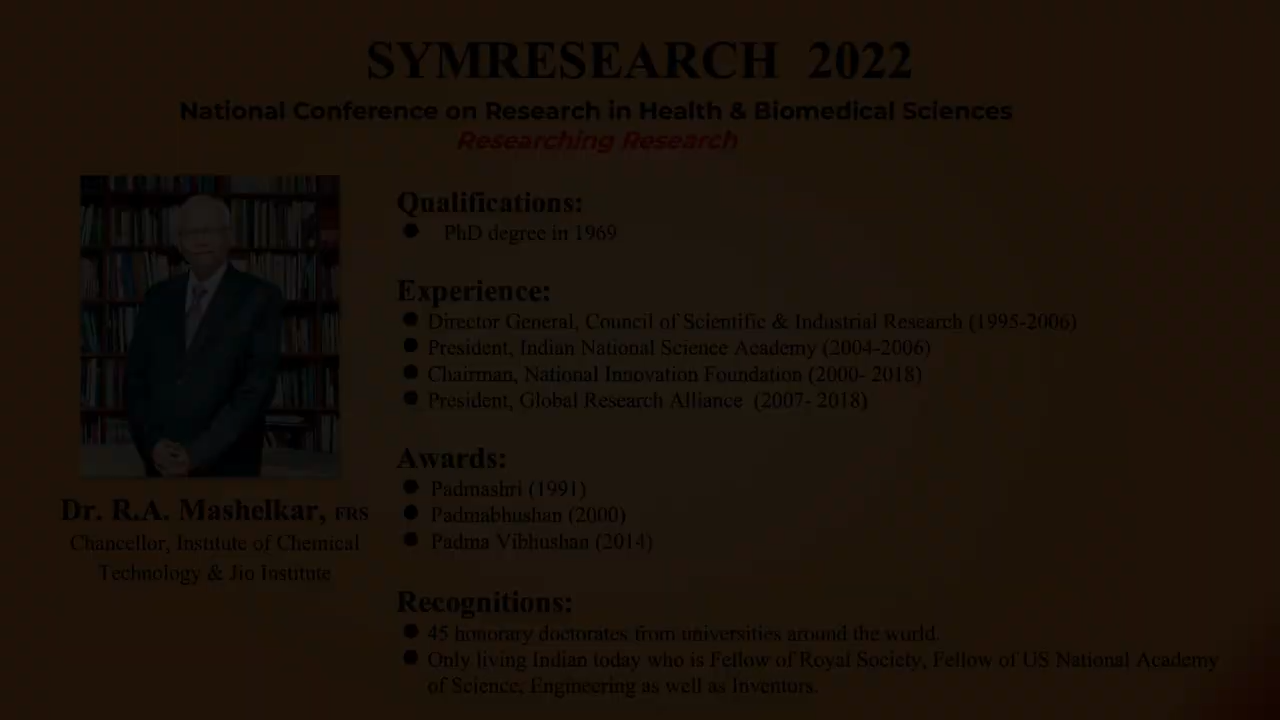 SYMRESEARCH 2022
National Conference on Research in Health & Biomedical Sciences
Researching Research
Dr. R.A. Mashelkar, FRS
Chancellor, Institute of Chemical
Technology & Jio Institute
Qualifications:
● PhD degree in 1969
Experience:
● Director General, Council of Scientific & Industrial Research (1995-2006)
● President, Indian National Science Academy (2004-2006)
● Chairman, National Innovation Foundation (2000- 2018)
● President, Global Research Alliance (2007- 2018)
Awards:
● Padmashri (1991)
● Padmabhushan (2000)
● Padma Vibhushan (2014)
Recognitions:
● 45 honorary doctorates from universities around the world.
● Only living Indian today who is Fellow of Royal Society, Fellow of US National Academy
of Science, Engineering as well as Inventors.